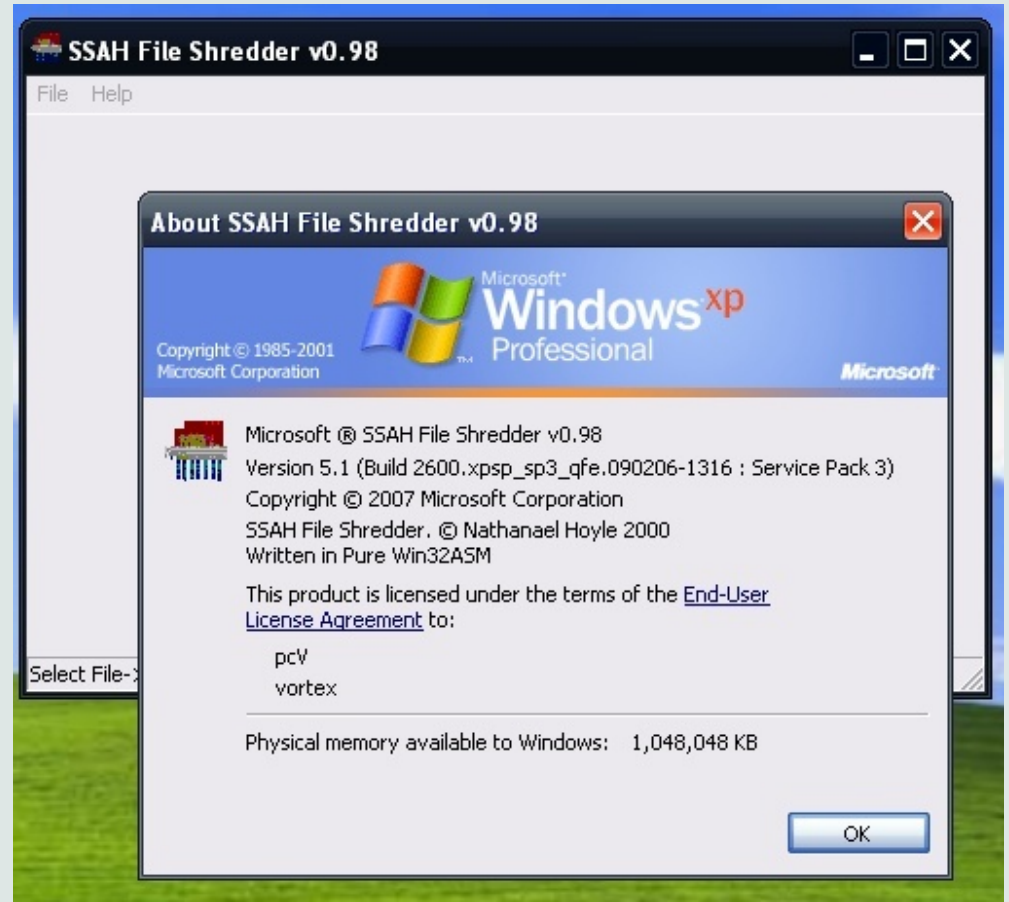 SSAH File Shredder v0.98
File Help
About SSAH File Shredder v0.98
Microsoft®
Windows xp
Professional
TM
Copyright © 1985-2001
Microsoft Corporation
Microsoft
Microsoft ® SSAH File Shredder v0.98
Version 5.1 (Build 2600.xpsp_sp3_qfe.090206-1316 : Service Pack 3)
Copyright © 2007 Microsoft Corporation
SSAH File Shredder. © Nathanael Hoyle 2000
Written in Pure Win32ASM
This product is licensed under the terms of the End-User
License Agreement to:
pcV
vortex
Select File->
Physical memory available to Windows: 1,048,048 KB
OK